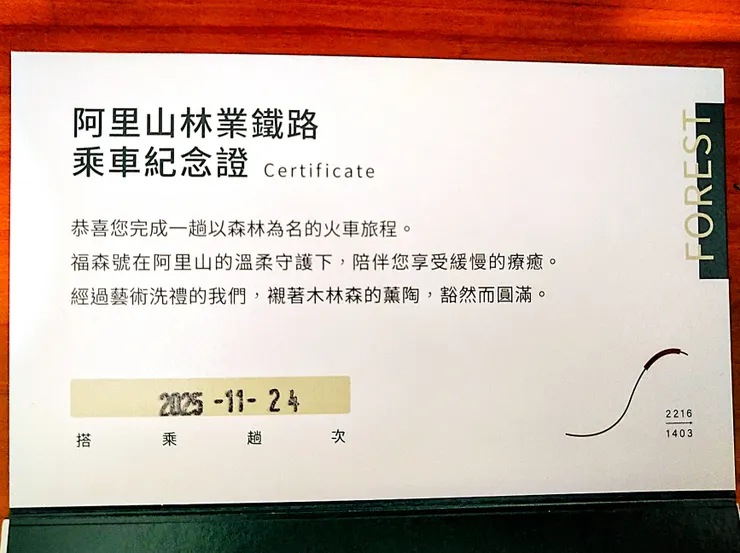 阿里山林業鐵路
乘車紀念證 Certificate
恭喜您完成一趟以森林為名的火車旅程。
福森號在阿里山的溫柔守護下，陪伴您享受緩慢的療癒。
經過藝術洗禮的我們，襯著木林森的薰陶，豁然而圓滿。
2025 -11- 24
搭乘趟次
FOREST
2216
1403